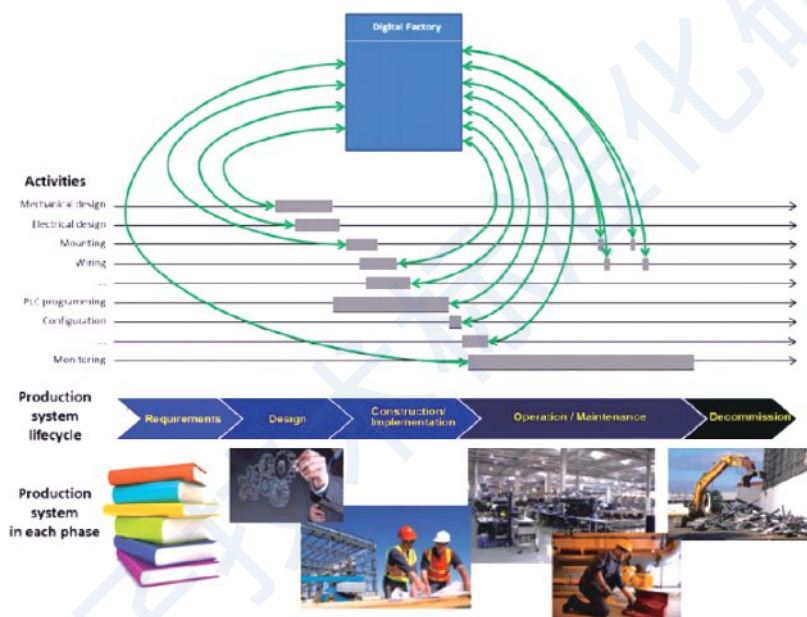 Digital Factory
Activities
Mechanical design
Electrical design
Mounting
Wiring
...
PLC programming
Configuration
...
Monitoring
Production
system
lifecycle
Requirements
Design
Construction/
Implementation
Operation / Maintenance
Decommission
Production
system
in each phase